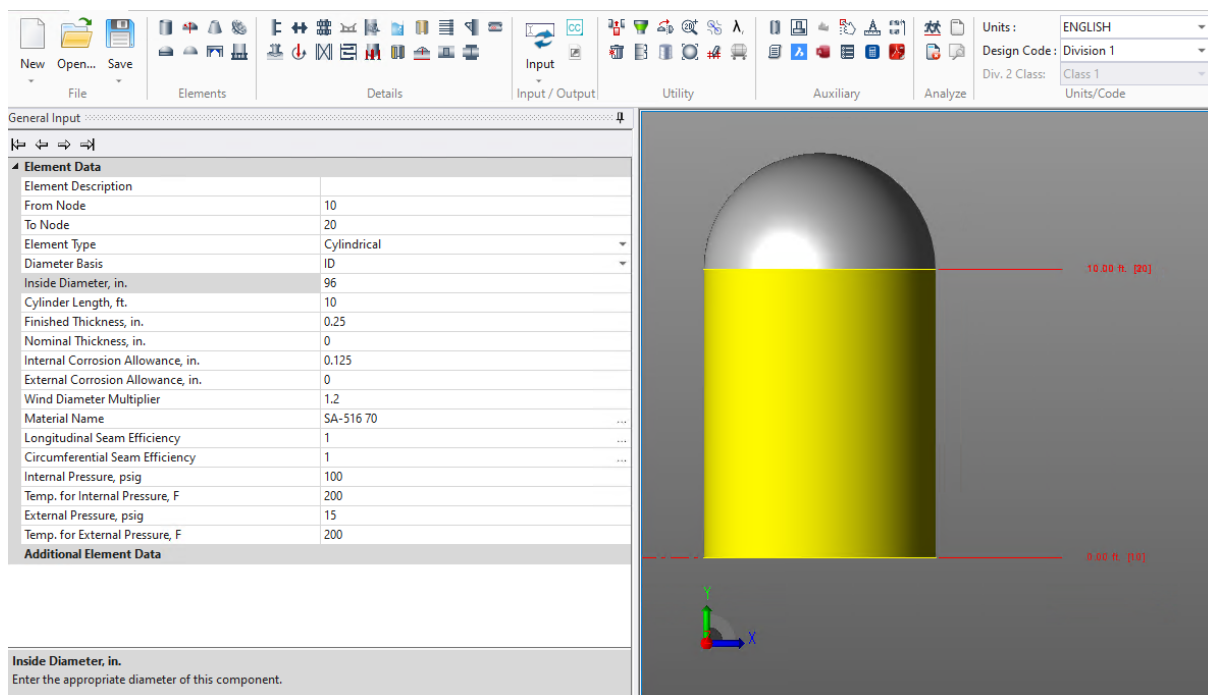 New Open... Save
File
Elements
Details
Input
CC
Input / Output
Utility
Auxiliary
Analyze
Units : ENGLISH
Design Code : Division 1
Div. 2 Class: Class 1
Units/Code
General Input
Element Data
Element Description
From Node 10
To Node 20
Element Type Cylindrical
Diameter Basis ID
Inside Diameter, in. 96
Cylinder Length, ft. 10
Finished Thickness, in. 0.25
Nominal Thickness, in. 0
Internal Corrosion Allowance, in. 0.125
External Corrosion Allowance, in. 0
Wind Diameter Multiplier 1.2
Material Name SA-516 70 ...
Longitudinal Seam Efficiency 1 ...
Circumferential Seam Efficiency 1 ...
Internal Pressure, psig 100
Temp. for Internal Pressure, F 200
External Pressure, psig 15
Temp. for External Pressure, F 200
Additional Element Data
Inside Diameter, in.
Enter the appropriate diameter of this component.
10.00 ft. [20]
0.00 ft. [10]
Y
X